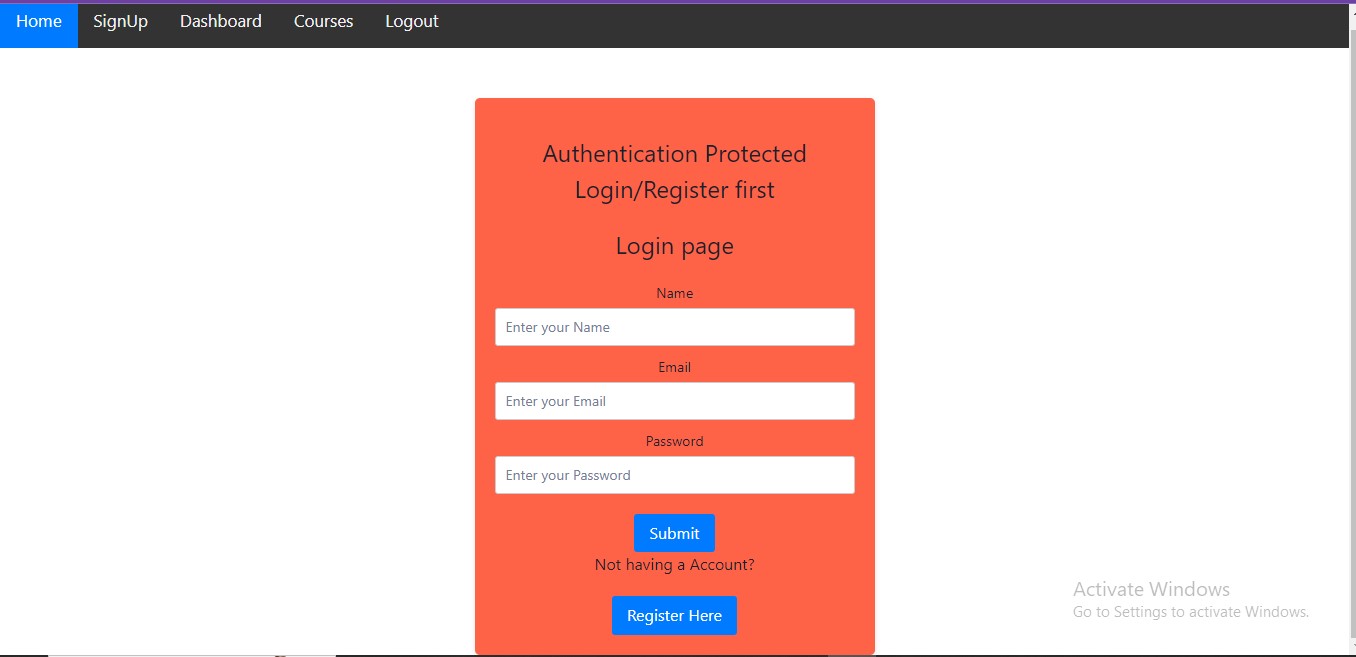 Home SignUp Dashboard Courses Logout
Authentication Protected
Login/Register first
Login page
Name
Enter your Name
Email
Enter your Email
Password
Enter your Password
Submit
Not having a Account?
Register Here
Activate Windows
Go to Settings to activate Windows.